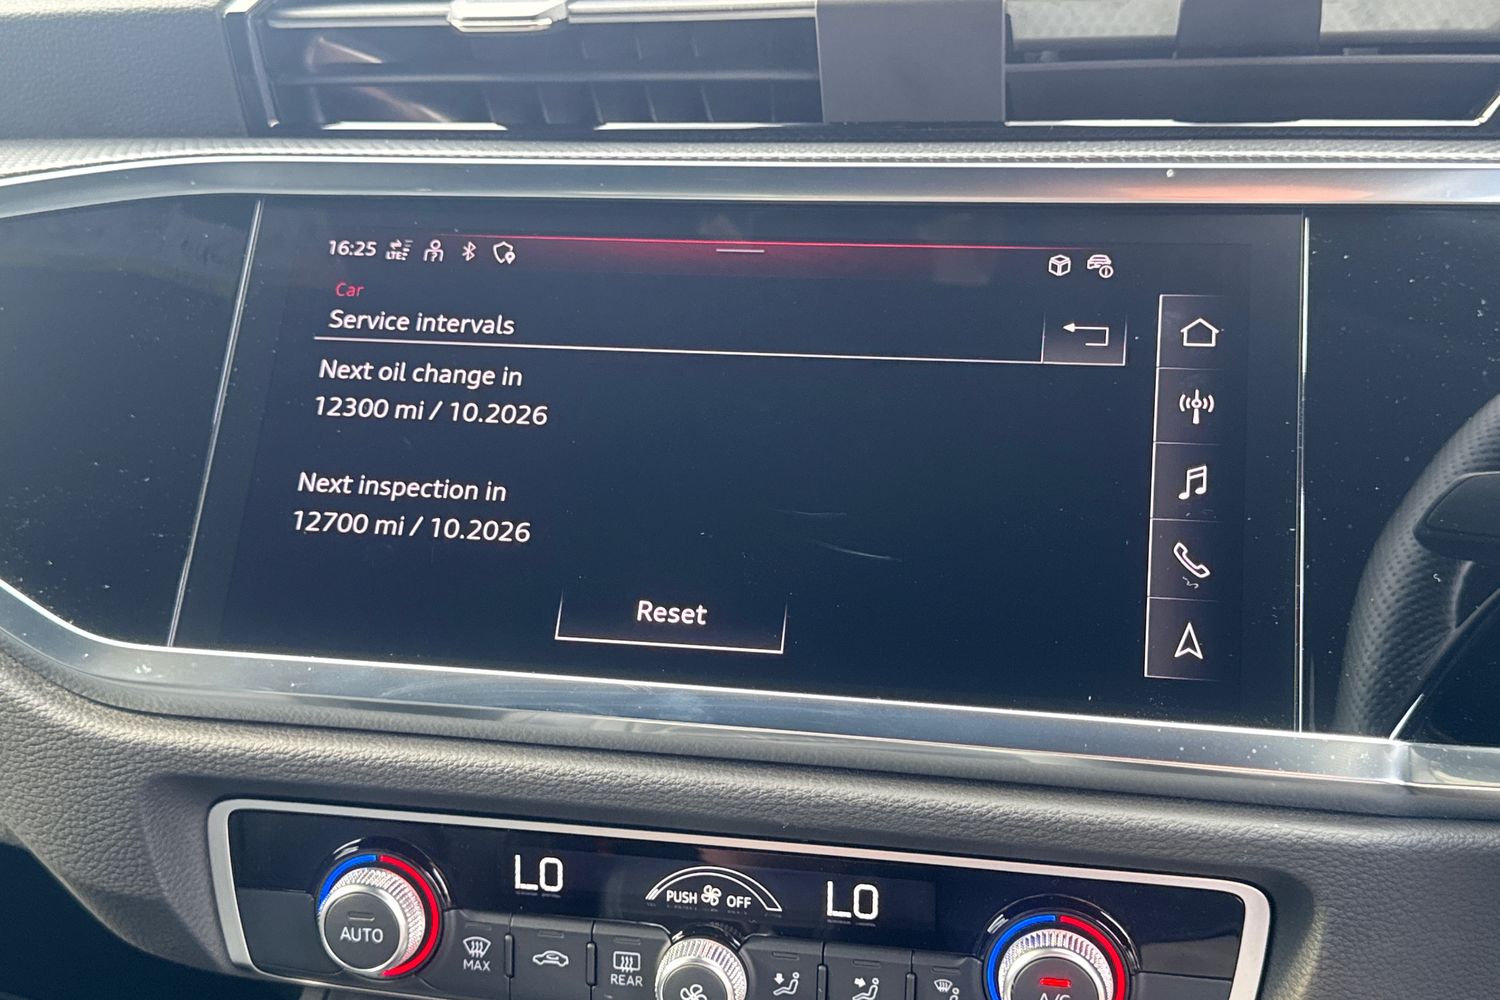 16:25 LTE
Car
Service intervals
Next oil change in
12300 mi / 10.2026
Next inspection in
12700 mi / 10.2026
Reset
LO
PUSH OFF
LO
AUTO
MAX
REAR
A/C